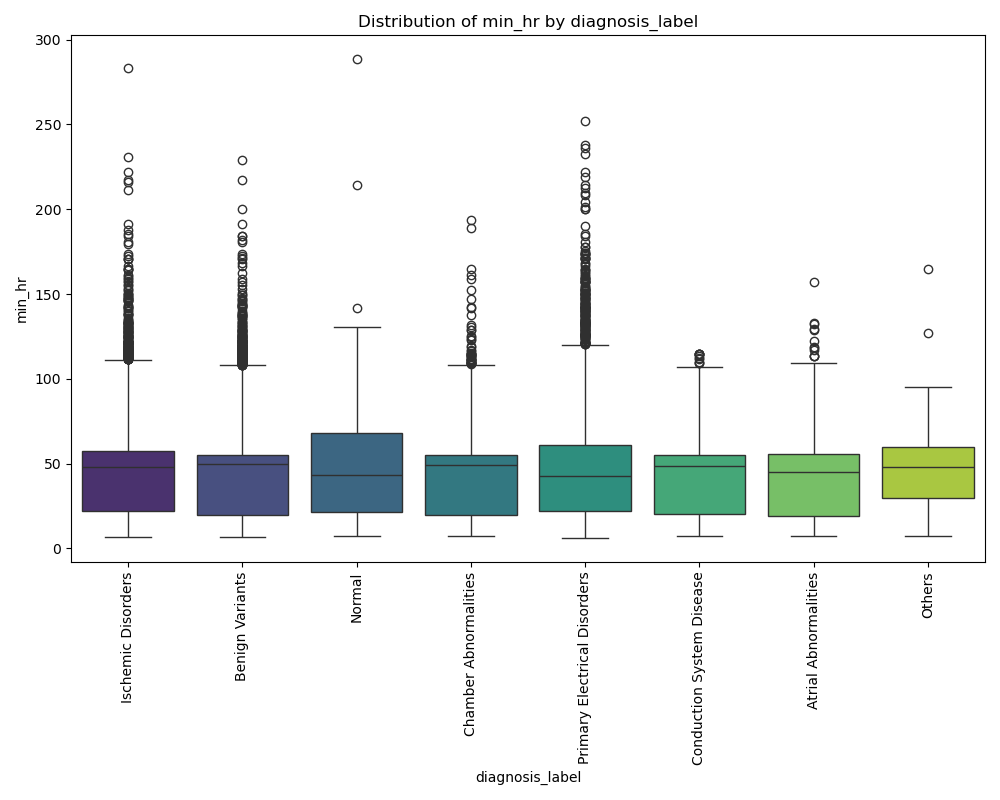 Distribution of min_hr by diagnosis_label
300
250
200
150
100
50
0
min_hr
Ischemic Disorders
Benign Variants
Normal
Chamber Abnormalities
Primary Electrical Disorders
Conduction System Disease
Atrial Abnormalities
Others
diagnosis_label